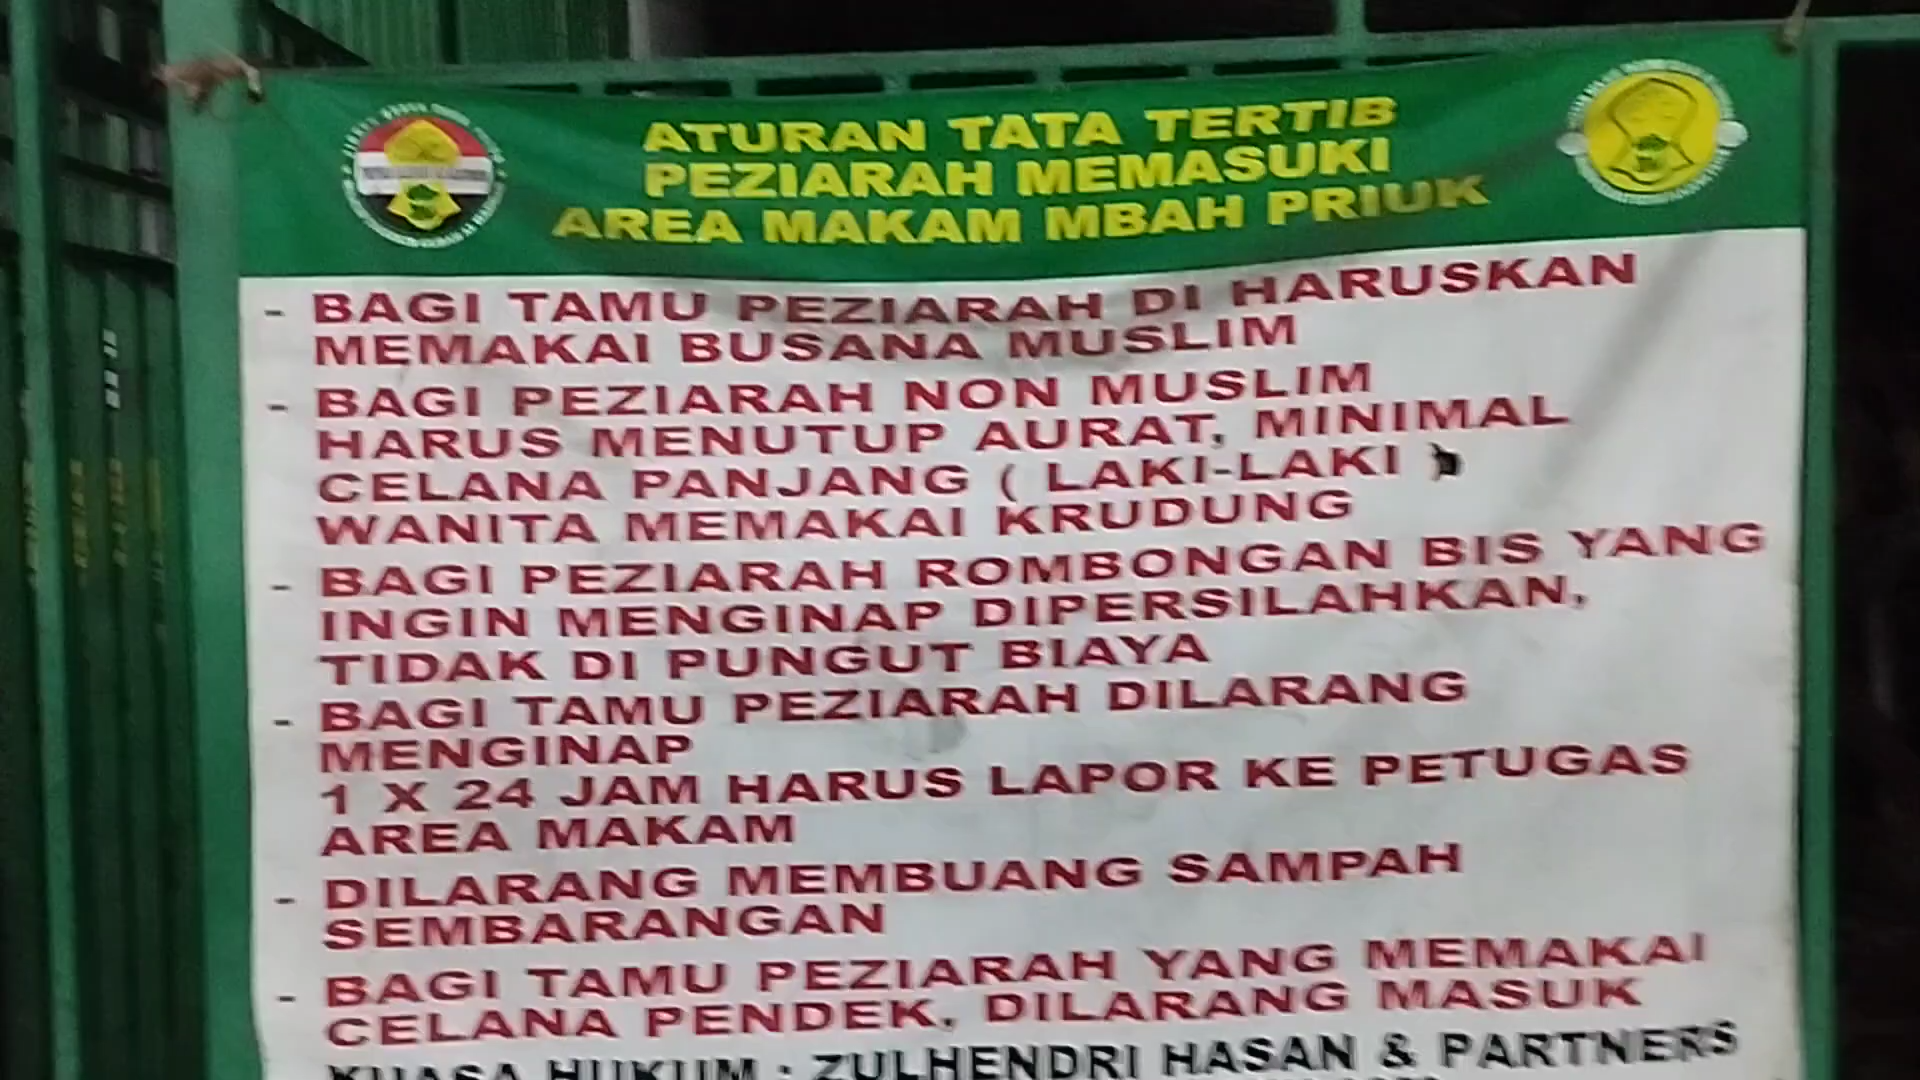 ATURAN TATA TERTIB
PEZIARAH MEMASUKI
AREA MAKAM MBAH PRIUK
- BAGI TAMU PEZIARAH DI HARUSKAN
MEMAKAI BUSANA MUSLIM
- BAGI PEZIARAH NON MUSLIM
HARUS MENUTUP AURAT, MINIMAL
CELANA PANJANG ( LAKI-LAKI )
WANITA MEMAKAI KRUDUNG
- BAGI PEZIARAH ROMBONGAN BIS YANG
INGIN MENGINAP DIPERSILAHKAN,
TIDAK DI PUNGUT BIAYA
- BAGI TAMU PEZIARAH DILARANG
MENGINAP
1 X 24 JAM HARUS LAPOR KE PETUGAS
AREA MAKAM
- DILARANG MEMBUANG SAMPAH
SEMBARANGAN
- BAGI TAMU PEZIARAH YANG MEMAKAI
CELANA PENDEK, DILARANG MASUK
KUASA HUKUM : ZULHENDRI HASAN & PARTNERS